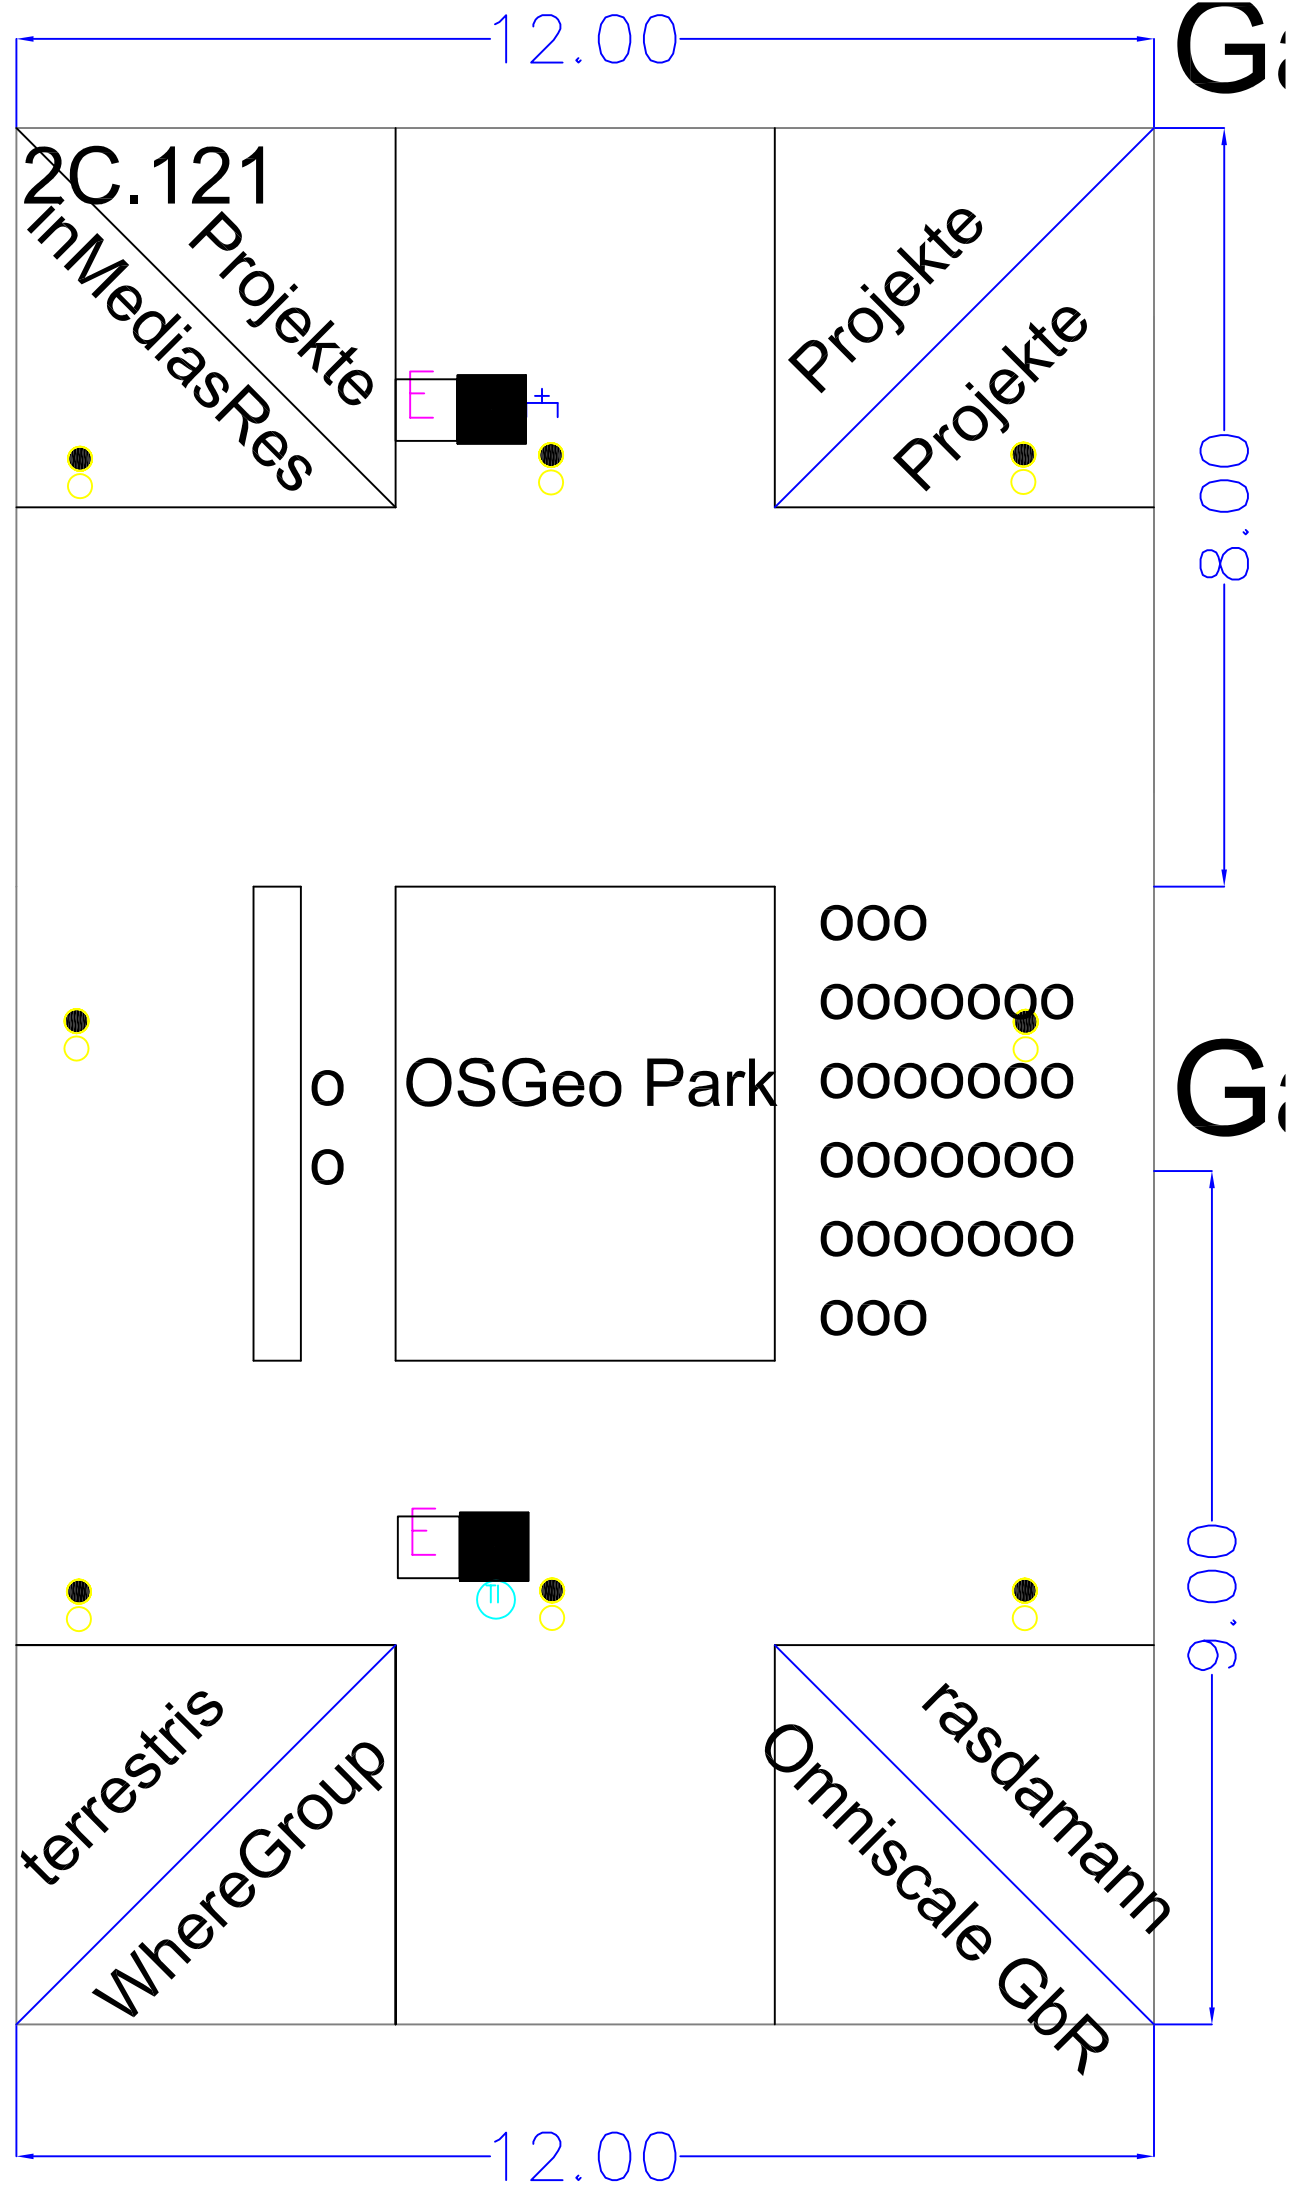 12.00
Ga
2C.121
inMediasRes
Projekte
Projekte
Projekte
E
+
8.00
ooo
ooooooo
o
OSGeo Park
ooooooo
Ga
o
ooooooo
ooooooo
ooo
E
9.00
terrestris
WhereGroup
rasdamann
Omniscale GbR
12.00